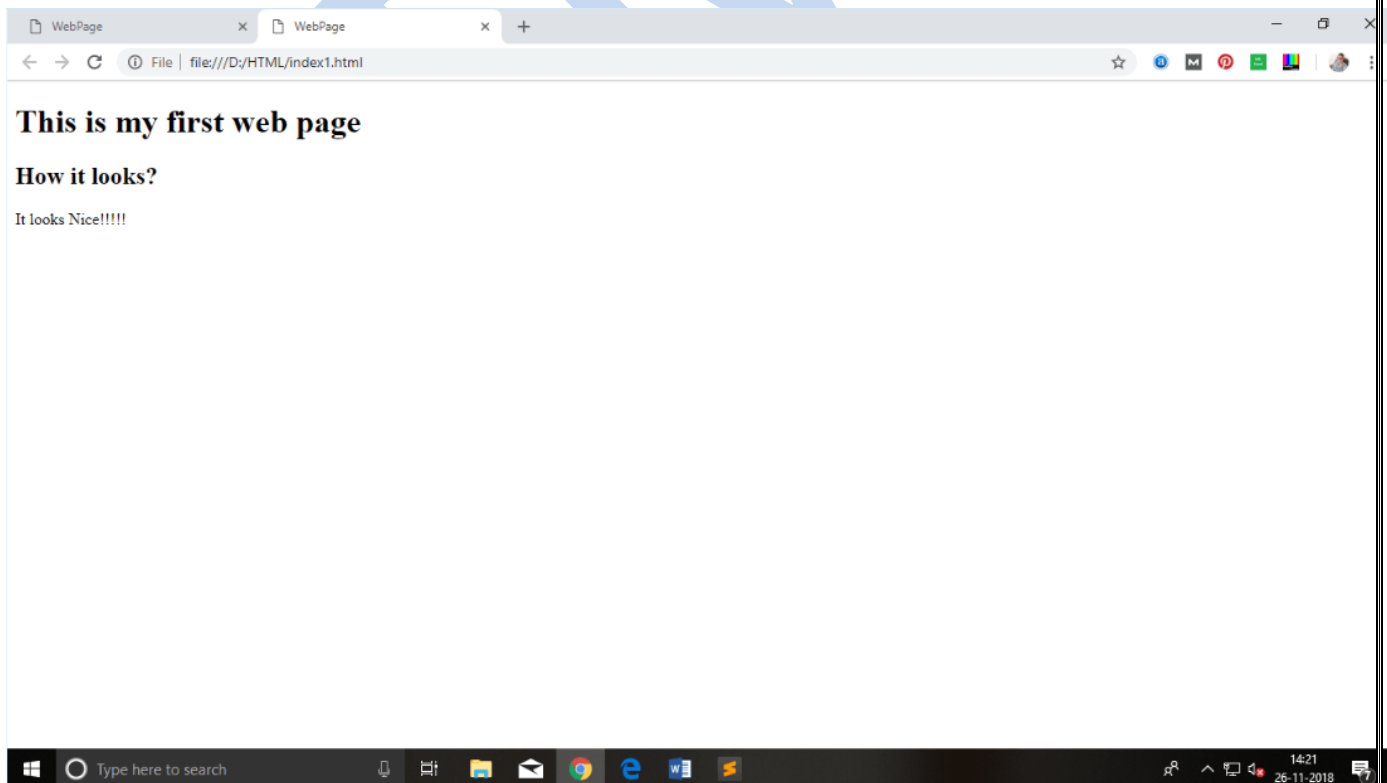 WebPage
WebPage
File | file:///D:/HTML/index1.html
This is my first web page
How it looks?
It looks Nice!!!!!
Type here to search
14:21
26-11-2018